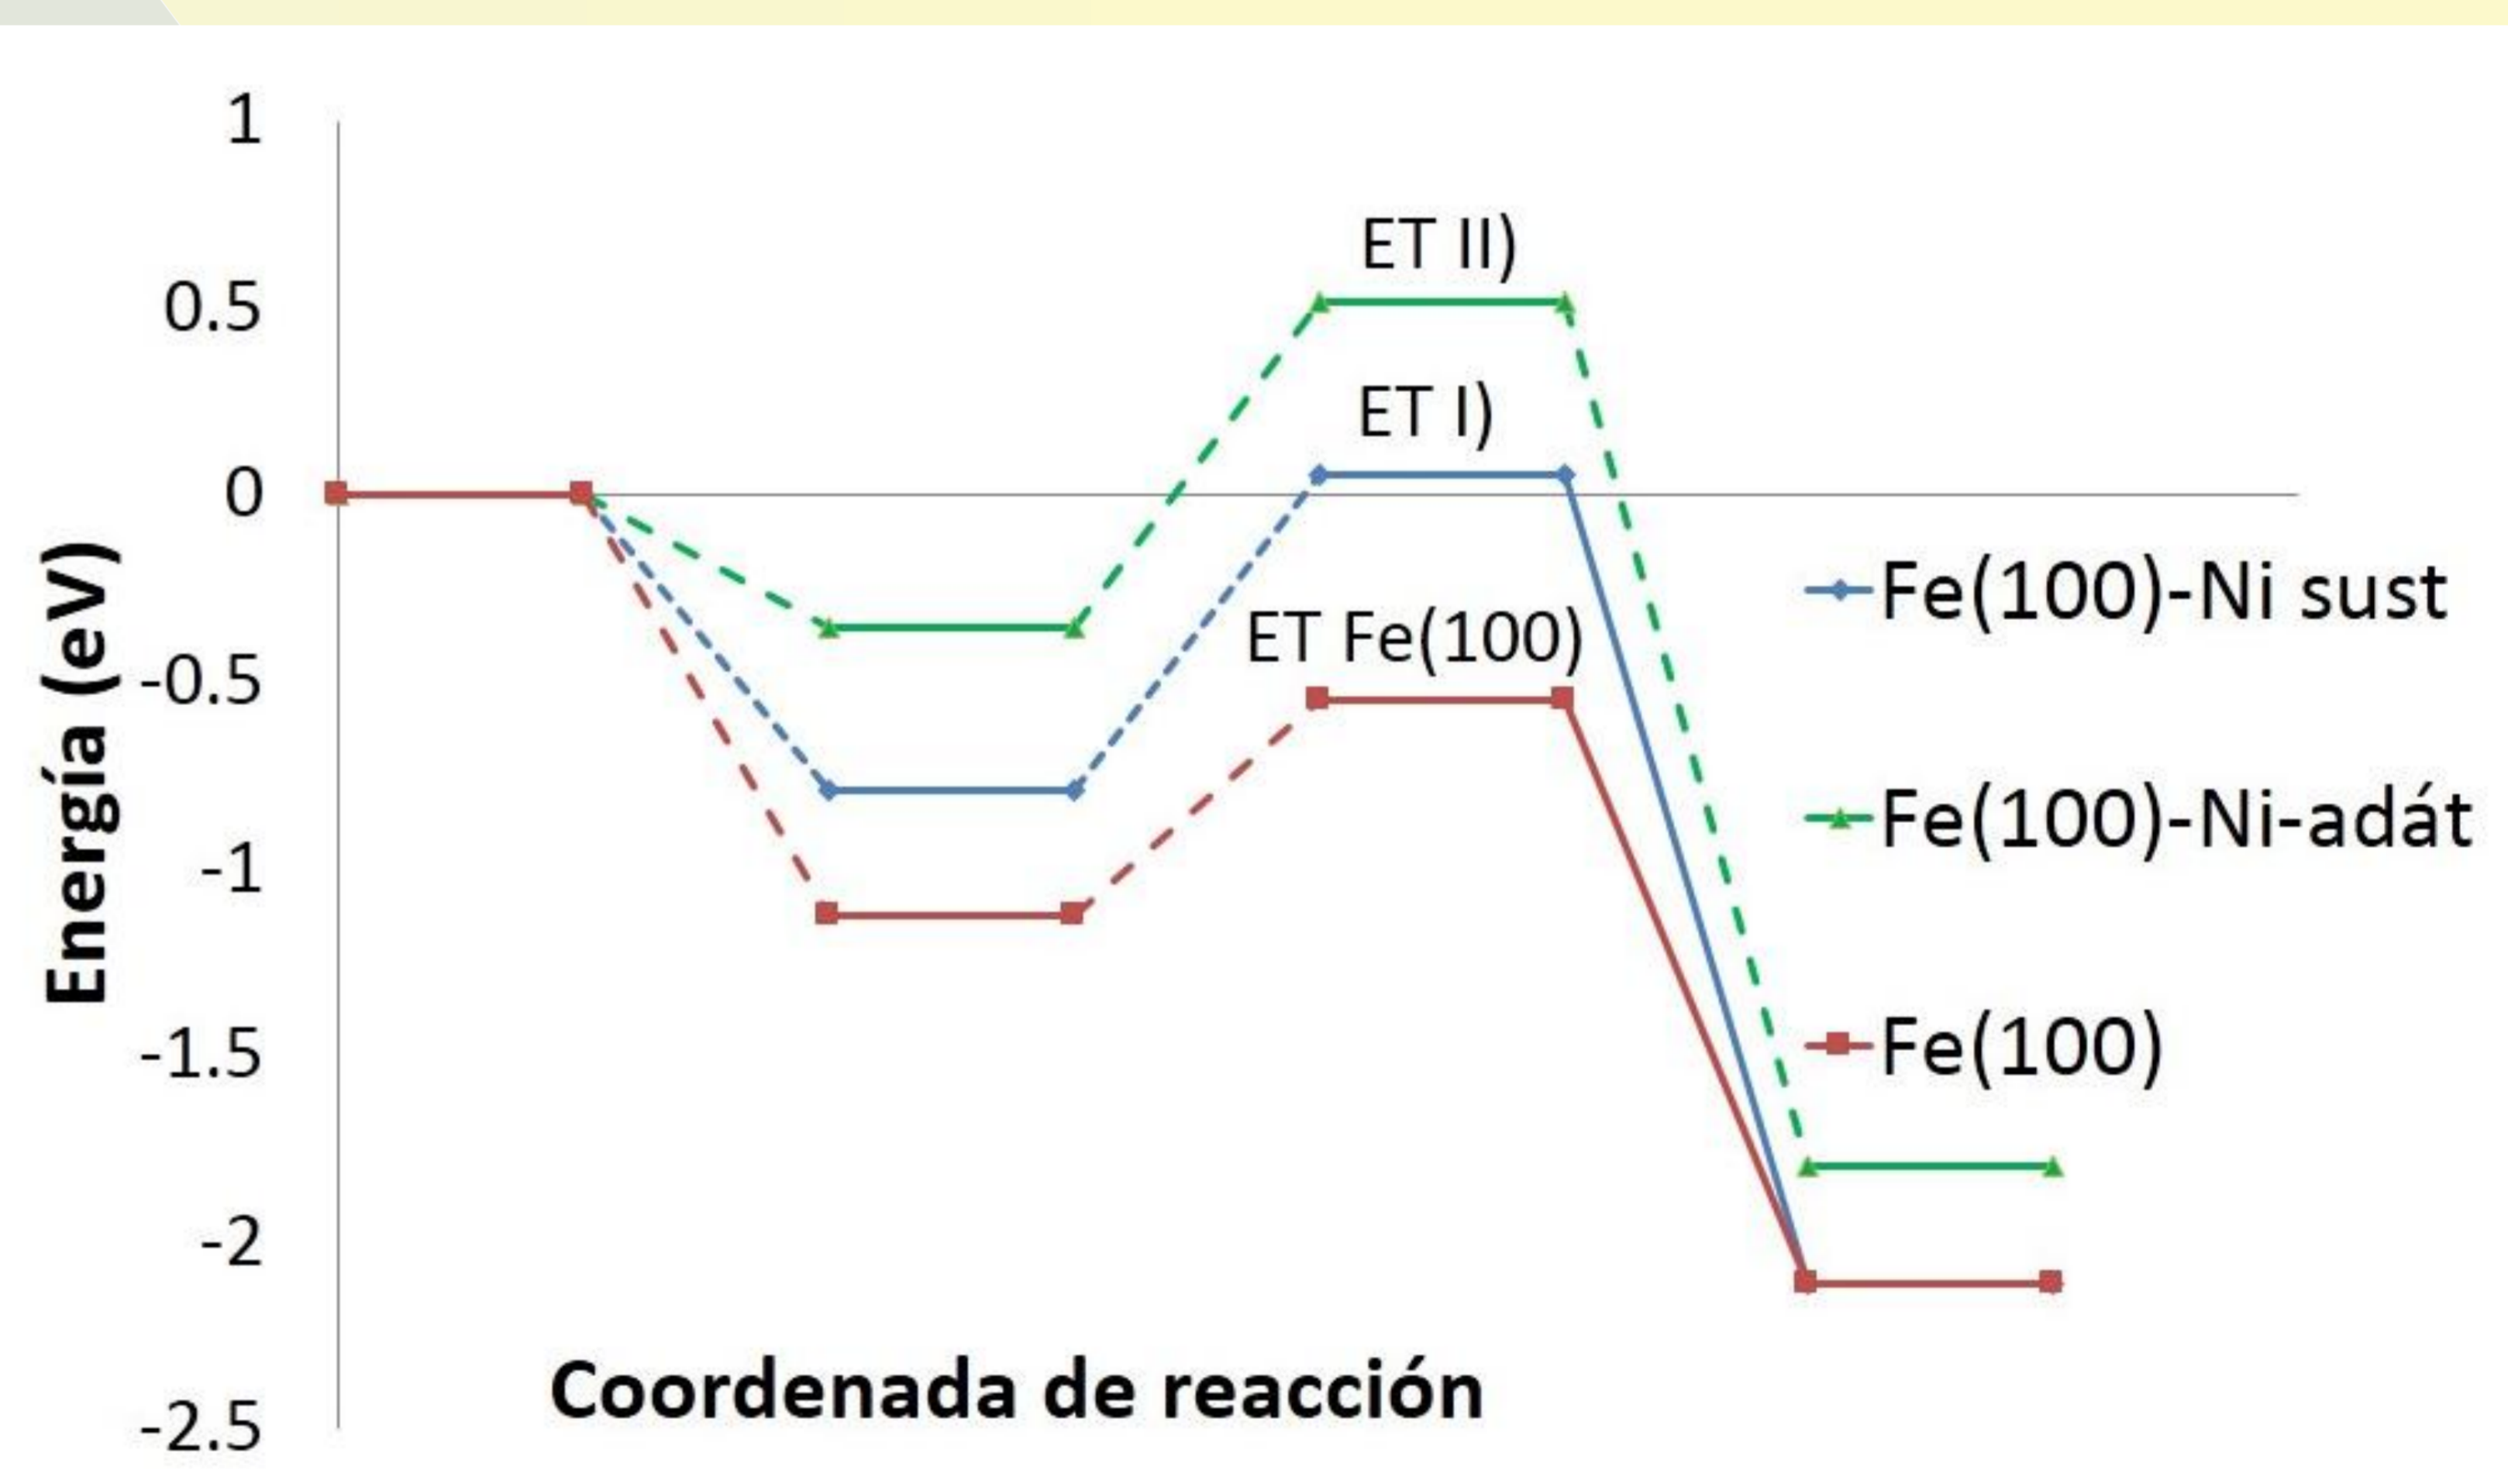 1
0.5
0
-0.5
-1
-1.5
-2
-2.5
Energía (eV)
ET II)
ET I)
ET Fe(100)
Fe(100)-Ni sust
Fe(100)-Ni-adát
Fe(100)
Coordenada de reacción